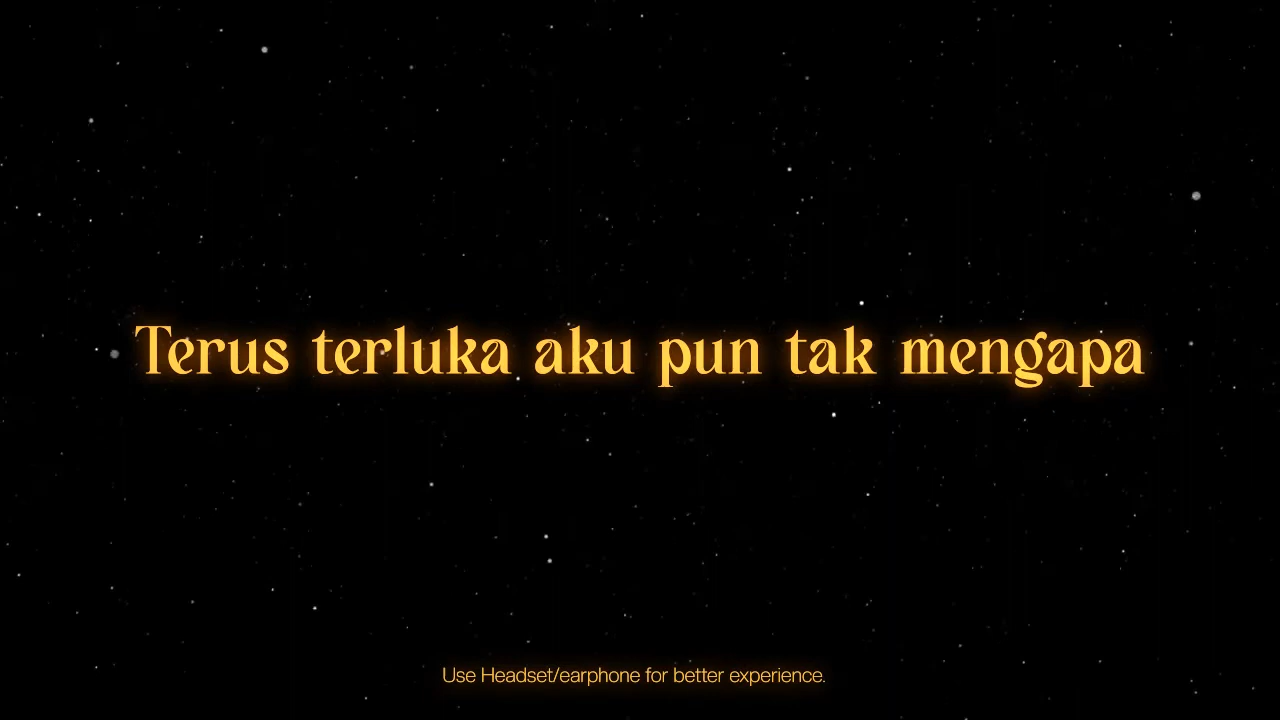 Terus terluka aku pun tak mengapa
Use Headset/earphone for better experience.